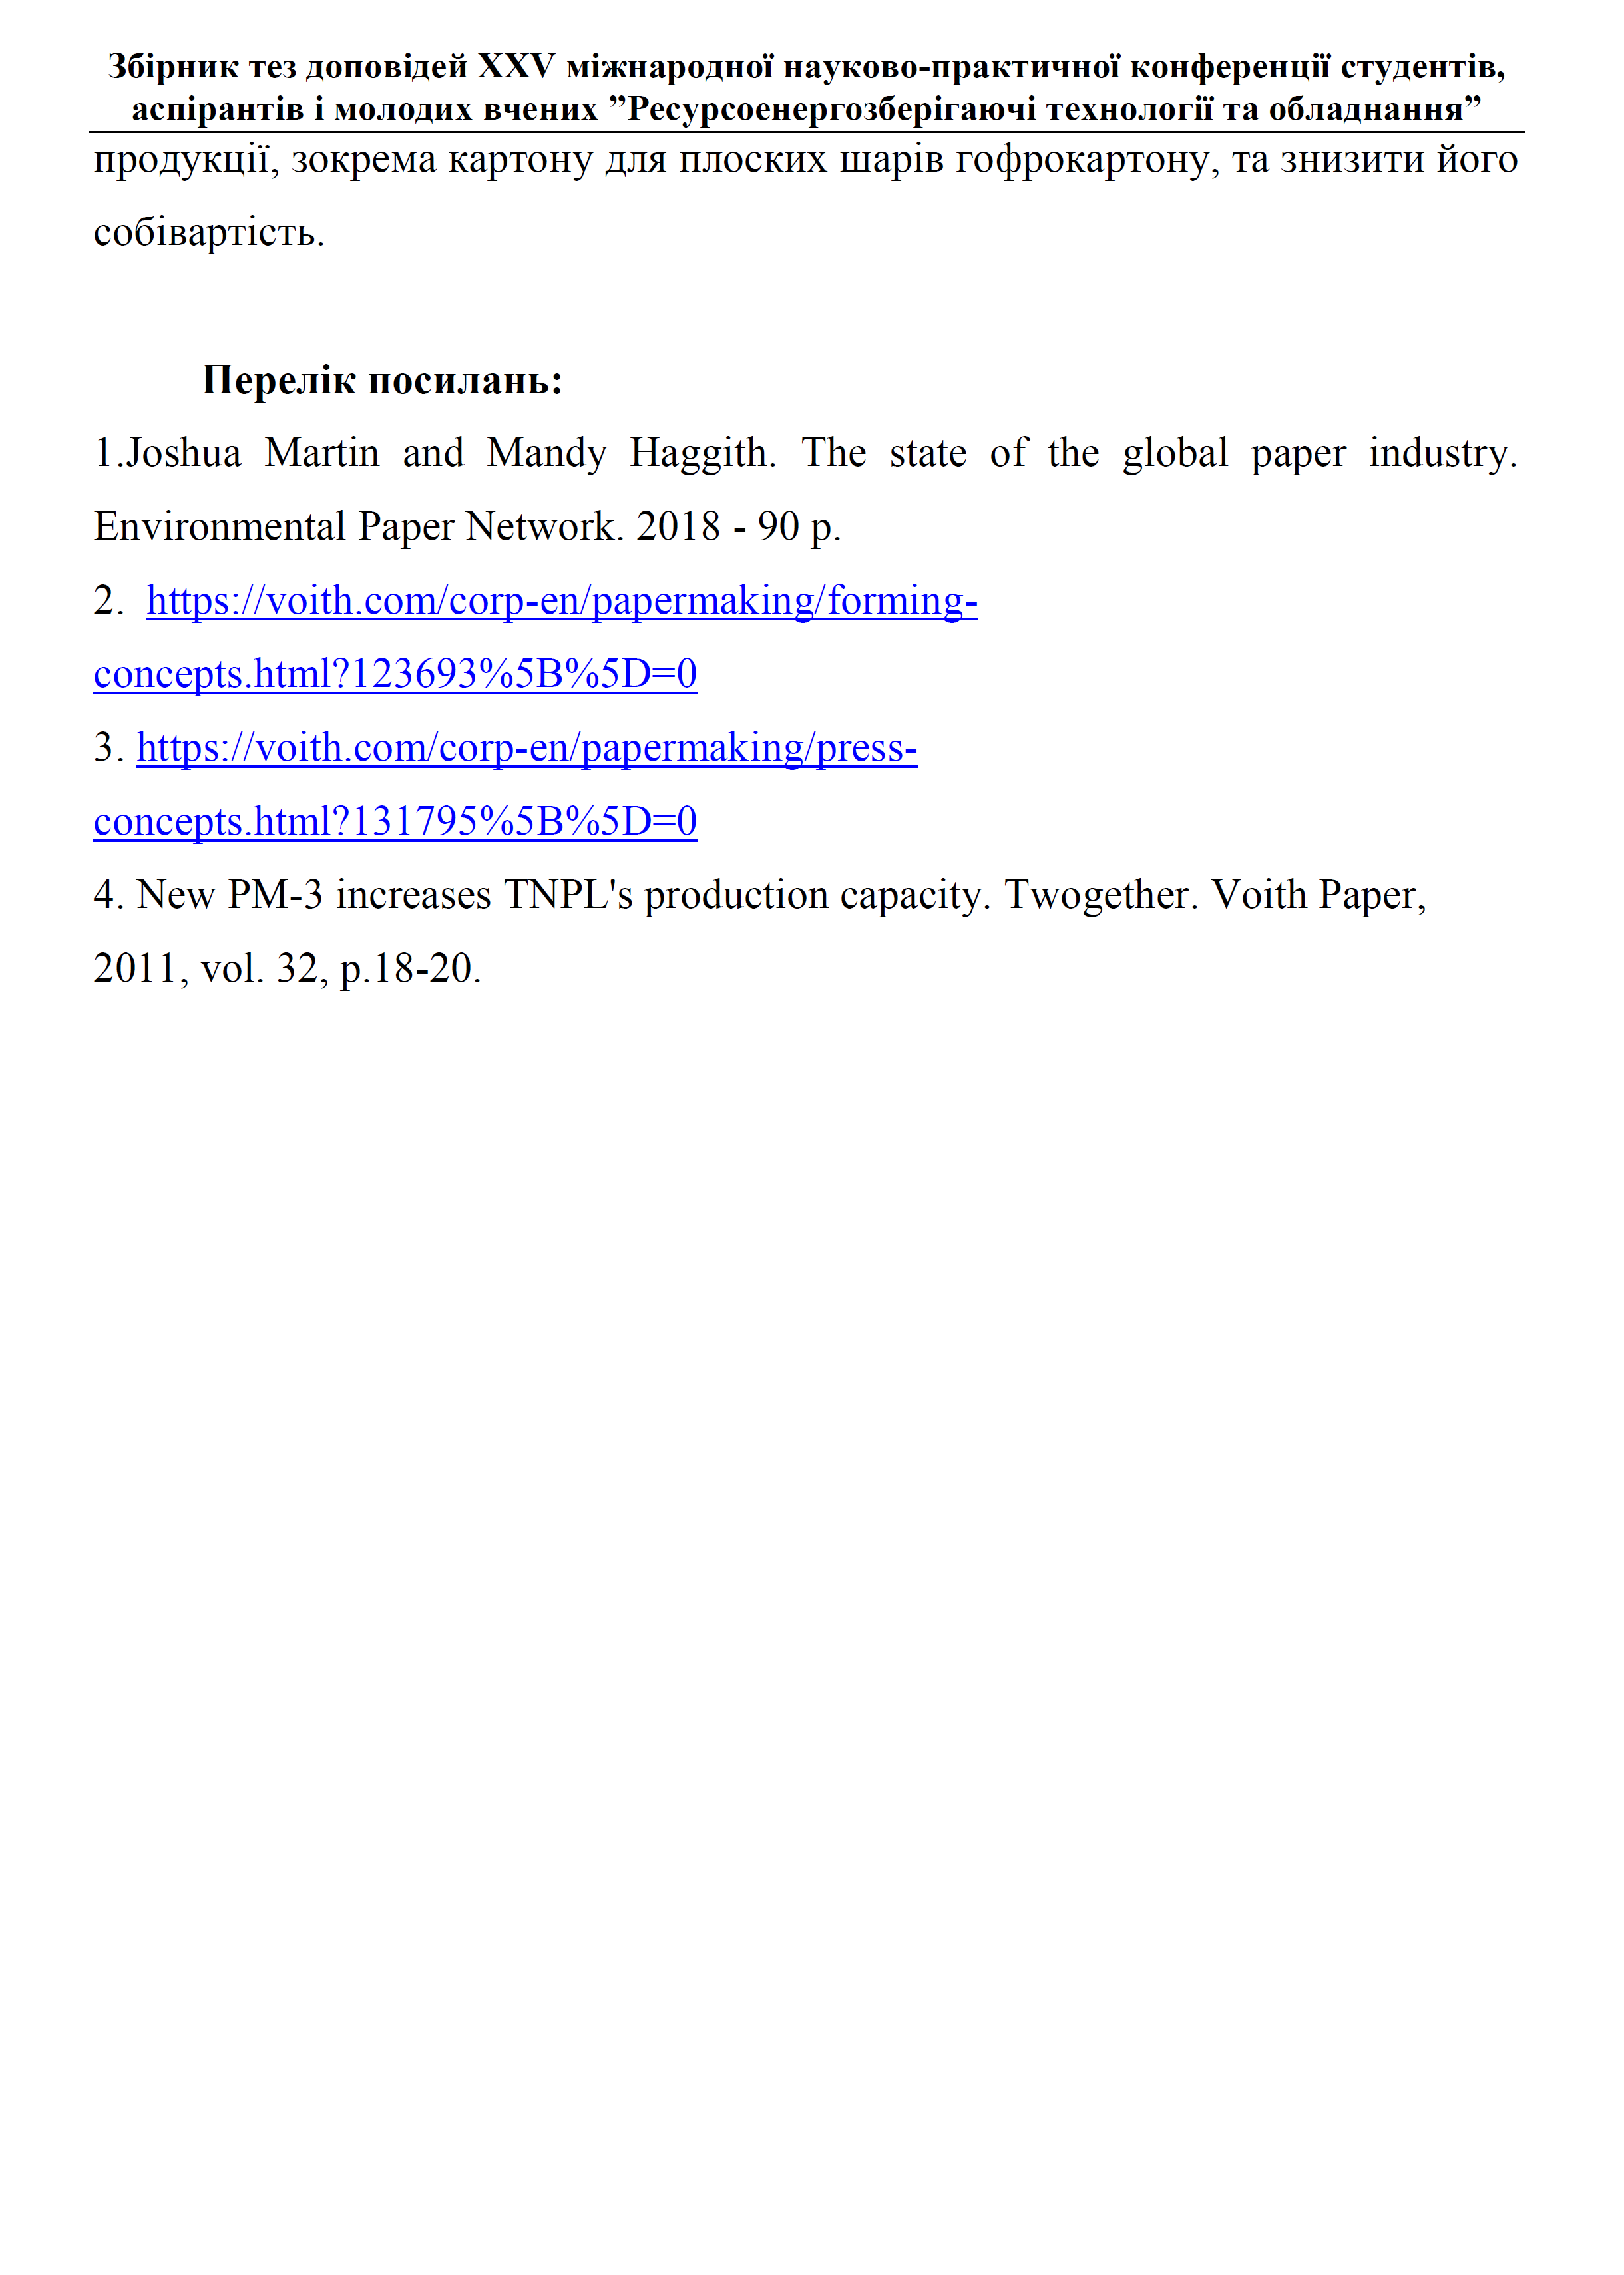 Збірник тез доповідей XXV міжнародної науково-практичної конференції студентів,
аспірантів і молодих вчених ”Ресурсоенергозберігаючі технології та обладнання”
продукції, зокрема картону для плоских шарів гофрокартону, та знизити його
собівартість.
Перелік посилань:
1.Joshua Martin and Mandy Haggith. The state of the global paper industry.
Environmental Paper Network. 2018 - 90 p.
2. https://voith.com/corp-en/papermaking/forming-
concepts.html?123693%5B%5D=0
3. https://voith.com/corp-en/papermaking/press-
concepts.html?131795%5B%5D=0
4. New PM-3 increases TNPL's production capacity. Twogether. Voith Paper,
2011, vol. 32, p.18-20.